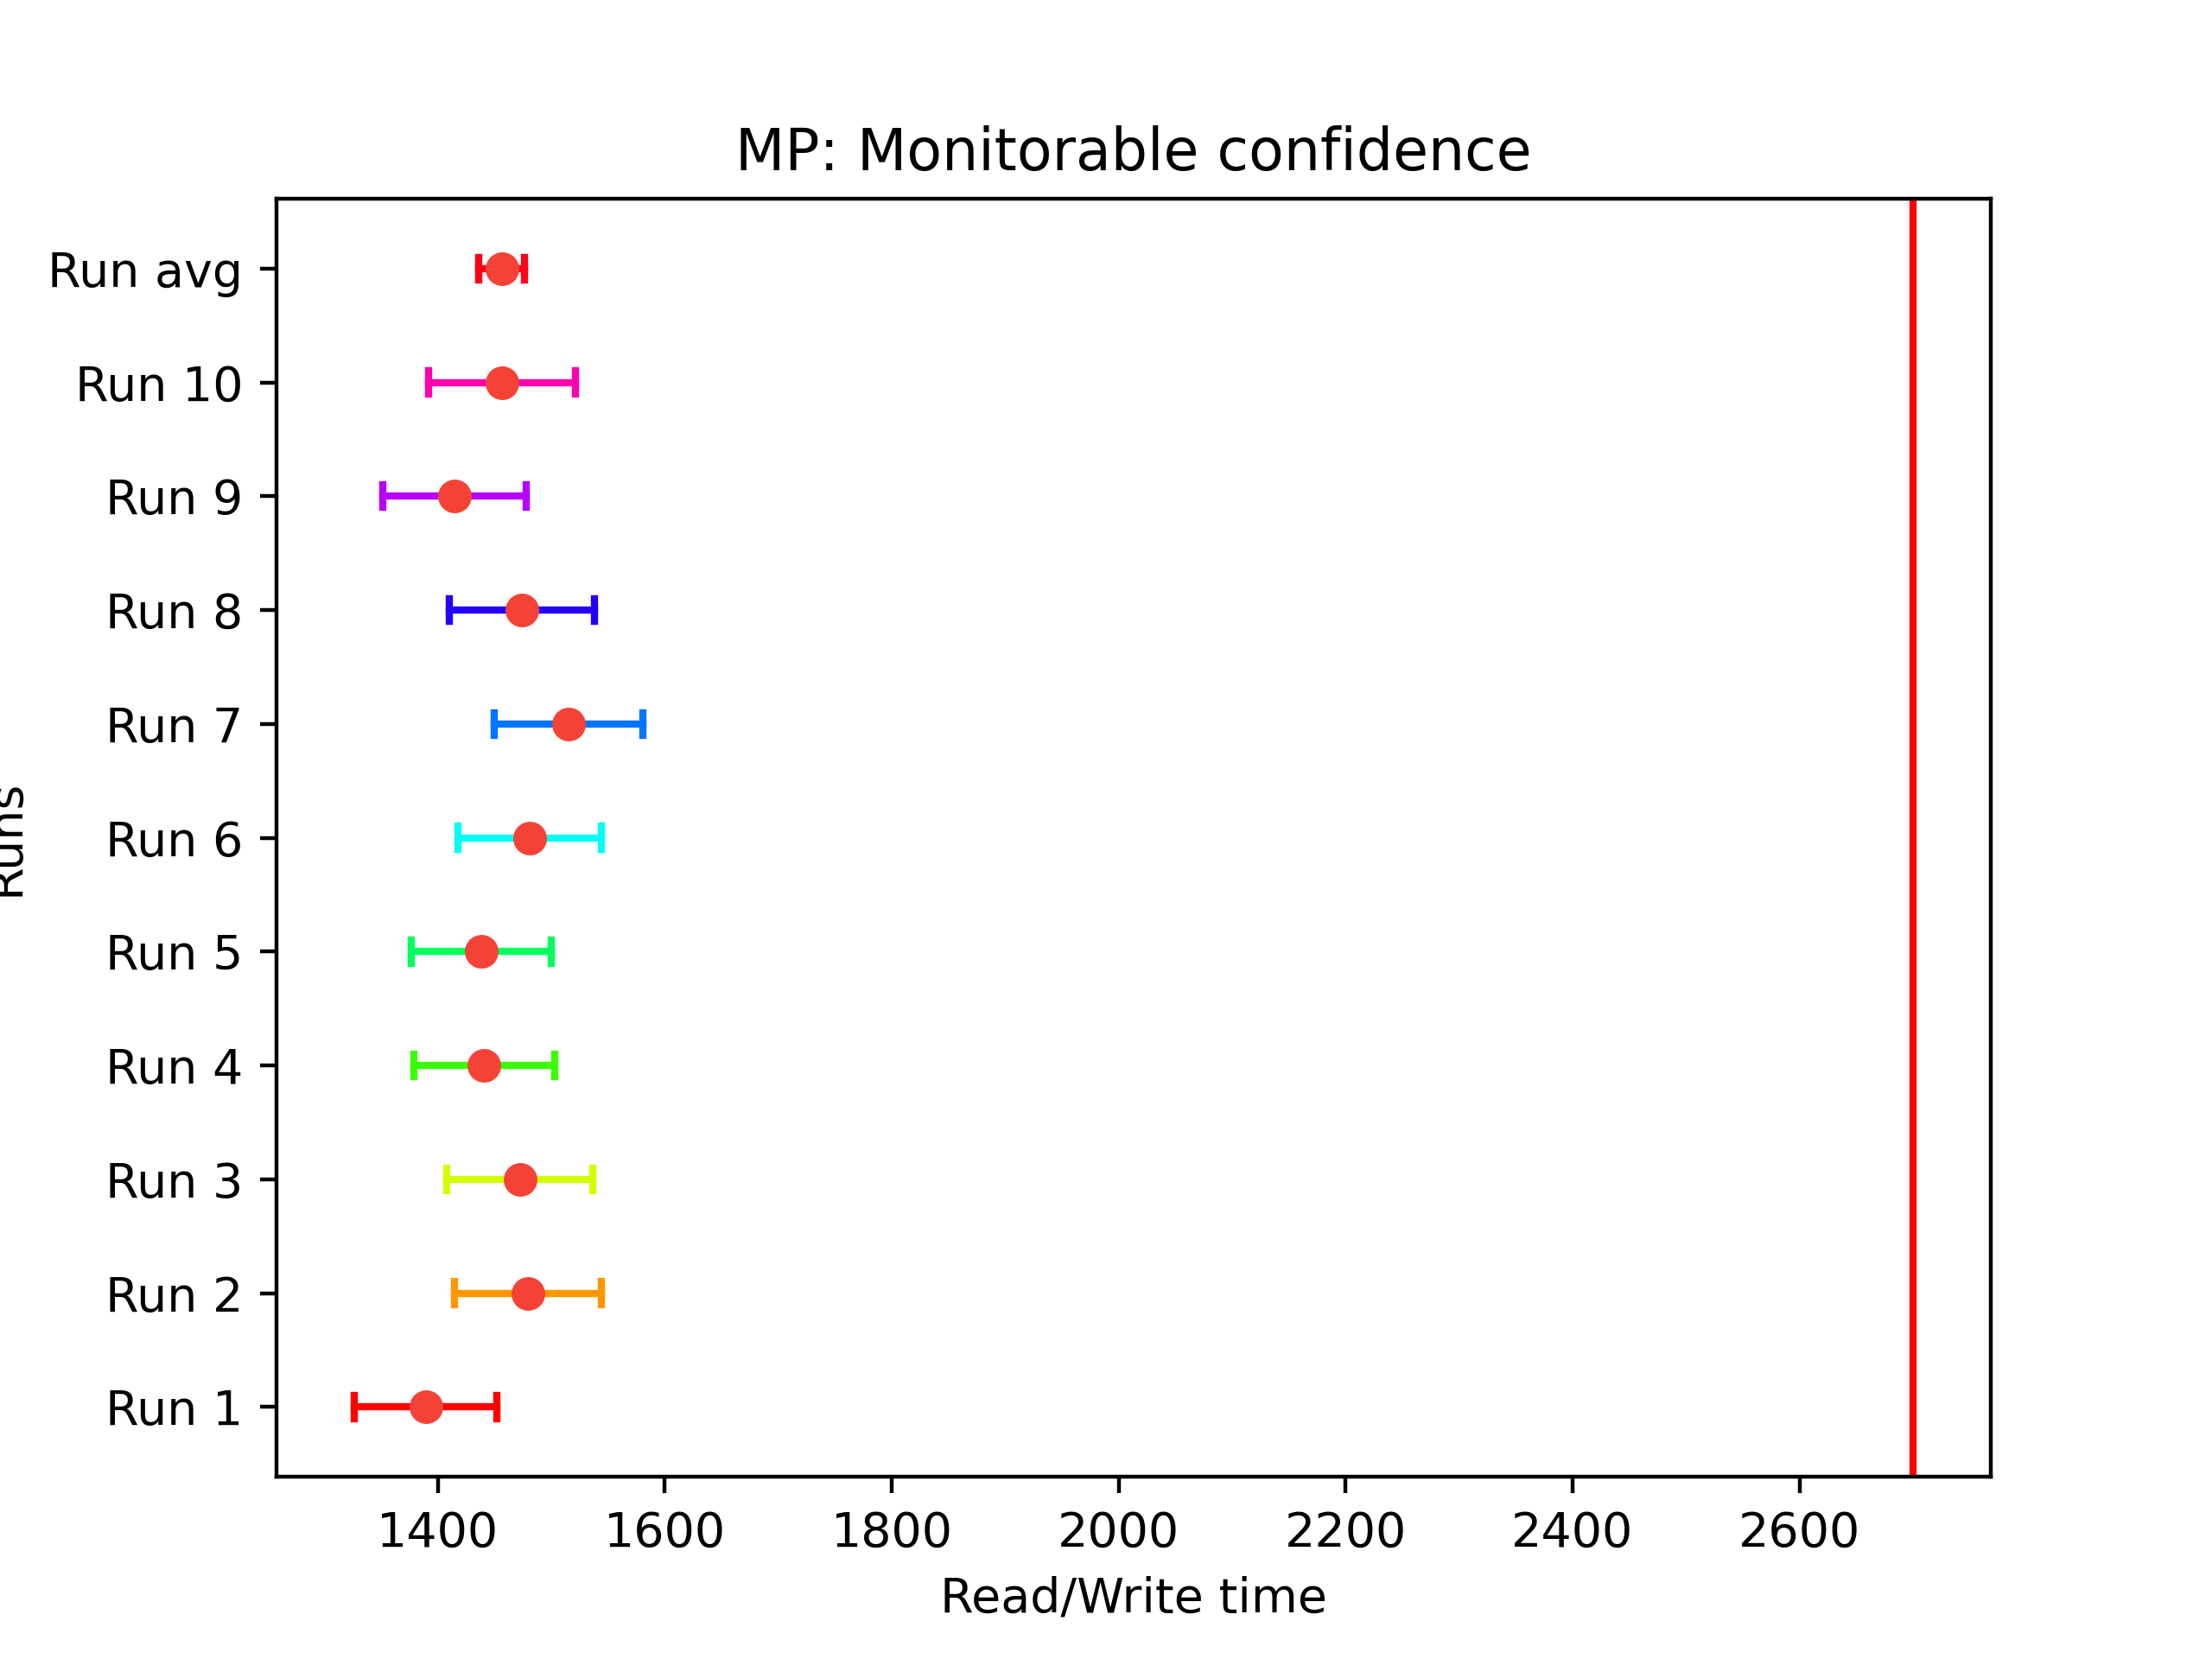 MP: Monitorable confidence
Run avg
Run 10
Run 9
Run 8
Run 7
Run 6
Run 5
Run 4
Run 3
Run 2
Run 1
Runs
1400 1600 1800 2000 2200 2400 2600
Read/Write time